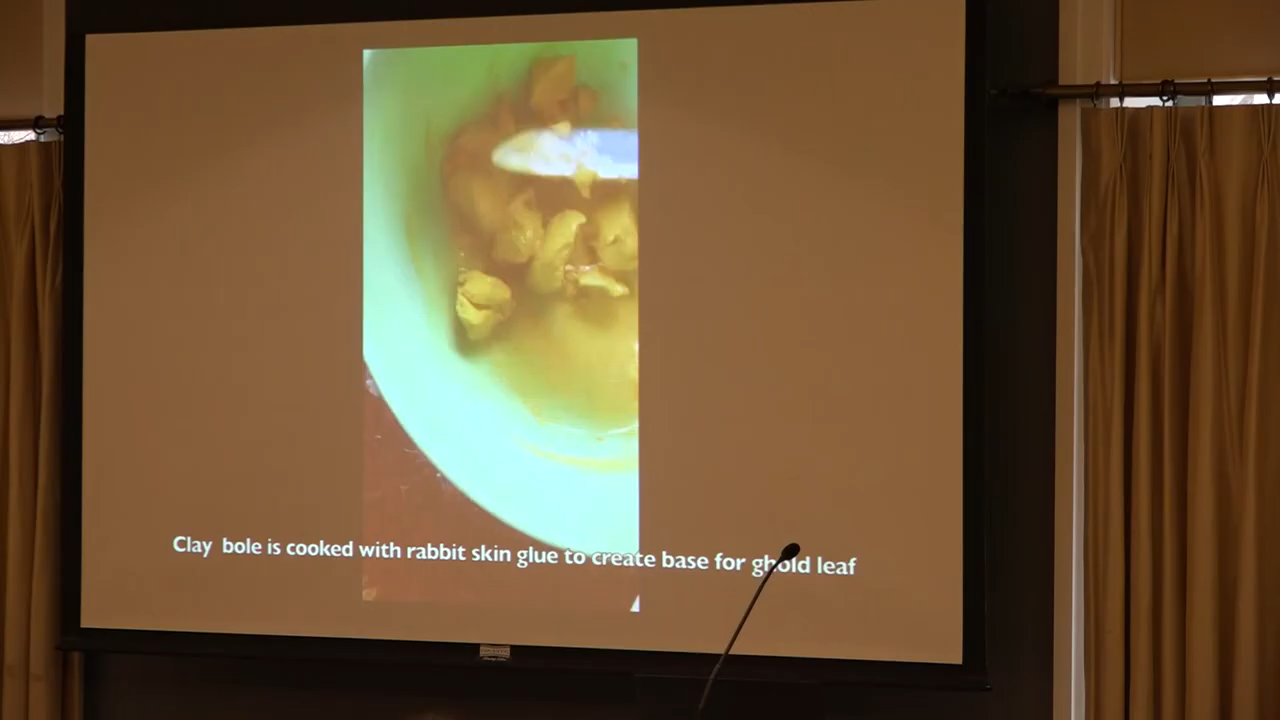 Clay bole is cooked with rabbit skin glue to create base for ghold leaf